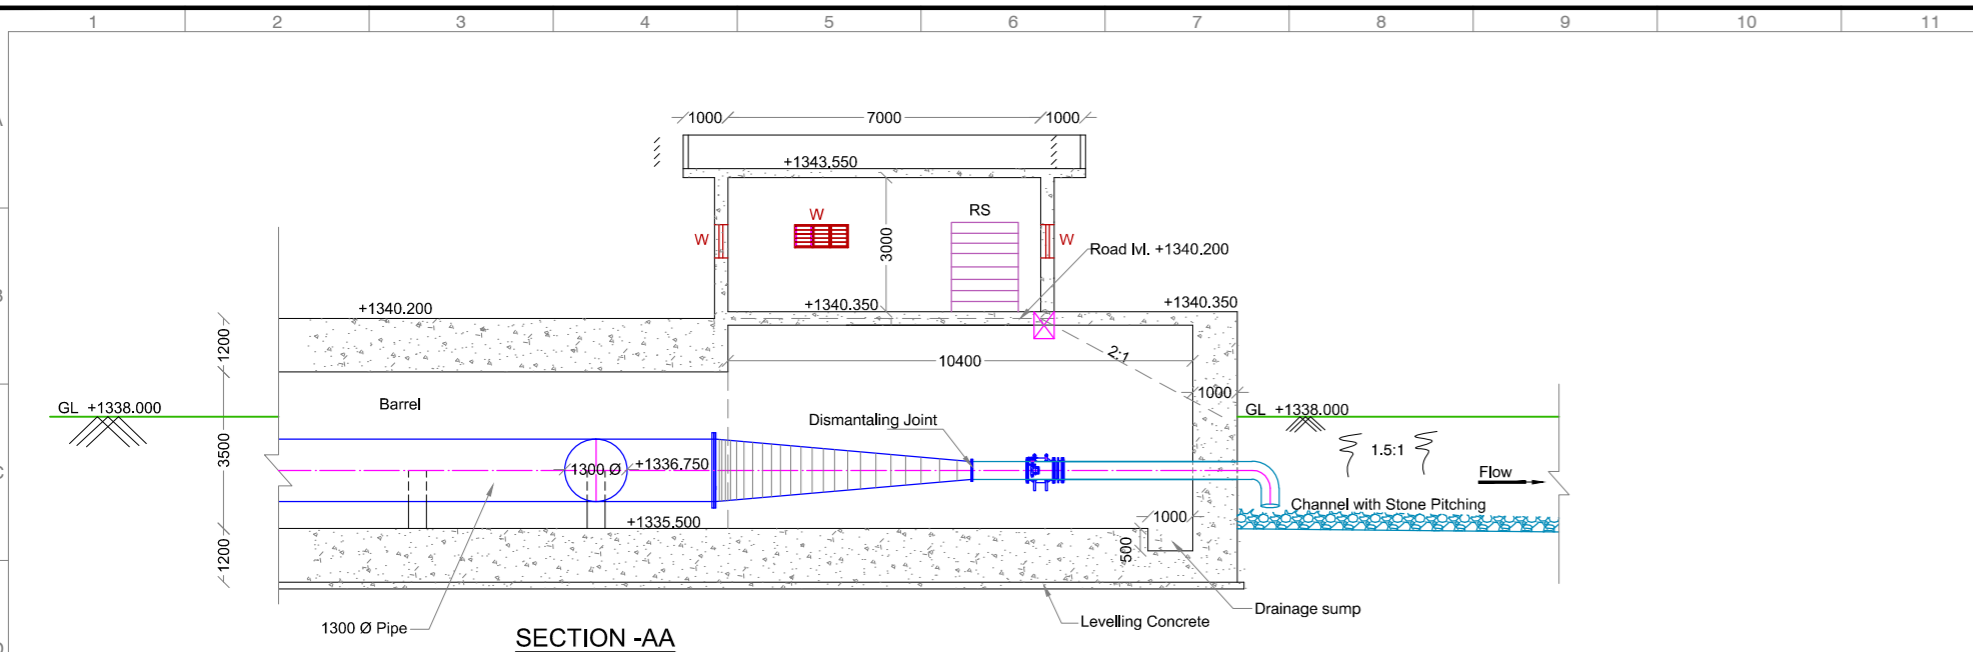 1 2 3 4 5 6 7 8 9 10 11
1000 7000 1000
+1343.550
W
RS
W
W
3000
Road lvl. +1340.200
+1340.200
+1340.350
+1340.350
1200
10400
2:1
1000
GL +1338.000
Barrel
GL +1338.000
Dismantaling Joint
3500
1.5:1
1300 Ø
+1336.750
Flow
Channel with Stone Pitching
+1335.500
1000
500
1200
Drainage sump
1300 Ø Pipe
Levelling Concrete
SECTION -AA